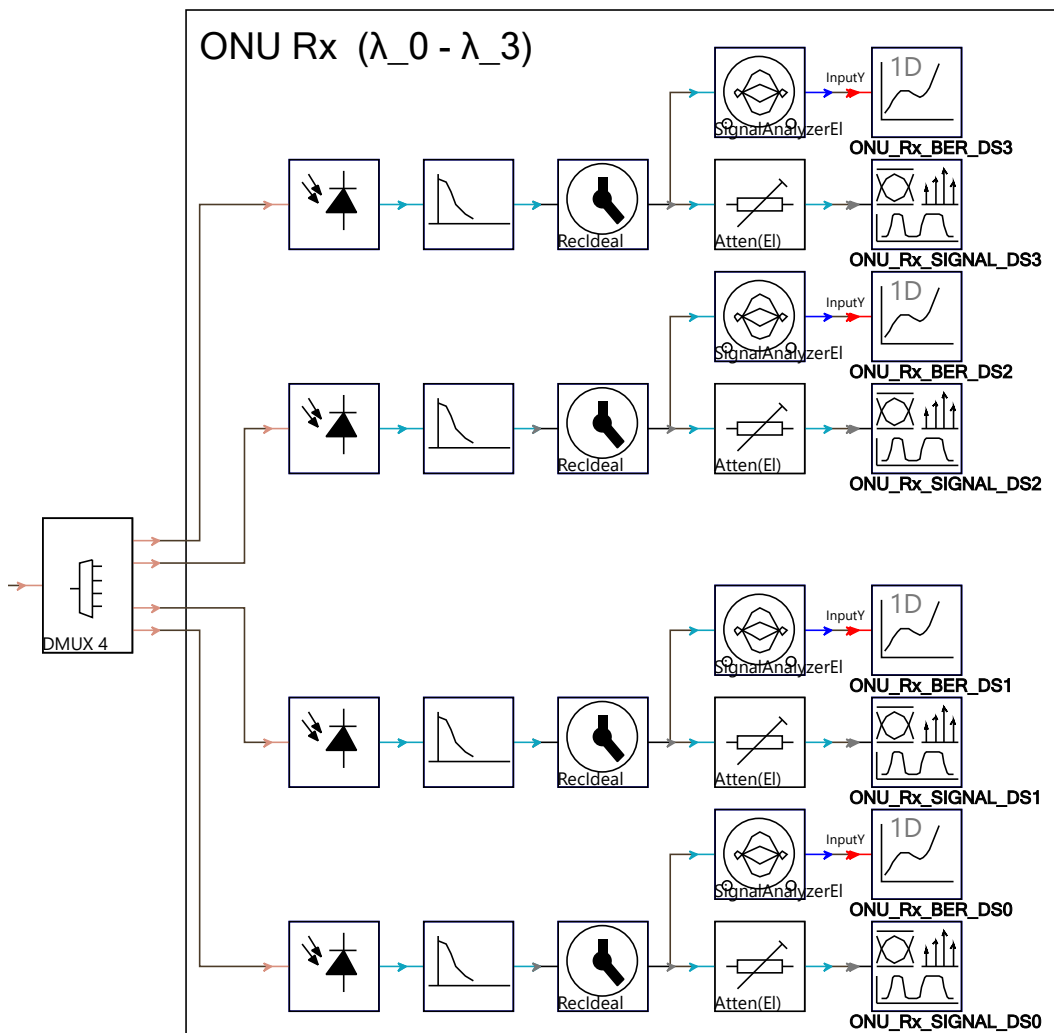 ONU Rx (λ_0 - λ_3)
InputY
1D
SignalAnalyzerEl
ONU_Rx_BER_DS3
RecIdeal
Atten(El)
ONU_Rx_SIGNAL_DS3
InputY
1D
SignalAnalyzerEl
ONU_Rx_BER_DS2
RecIdeal
Atten(El)
ONU_Rx_SIGNAL_DS2
DMUX 4
InputY
1D
SignalAnalyzerEl
ONU_Rx_BER_DS1
RecIdeal
Atten(El)
ONU_Rx_SIGNAL_DS1
InputY
1D
SignalAnalyzerEl
ONU_Rx_BER_DS0
RecIdeal
Atten(El)
ONU_Rx_SIGNAL_DS0